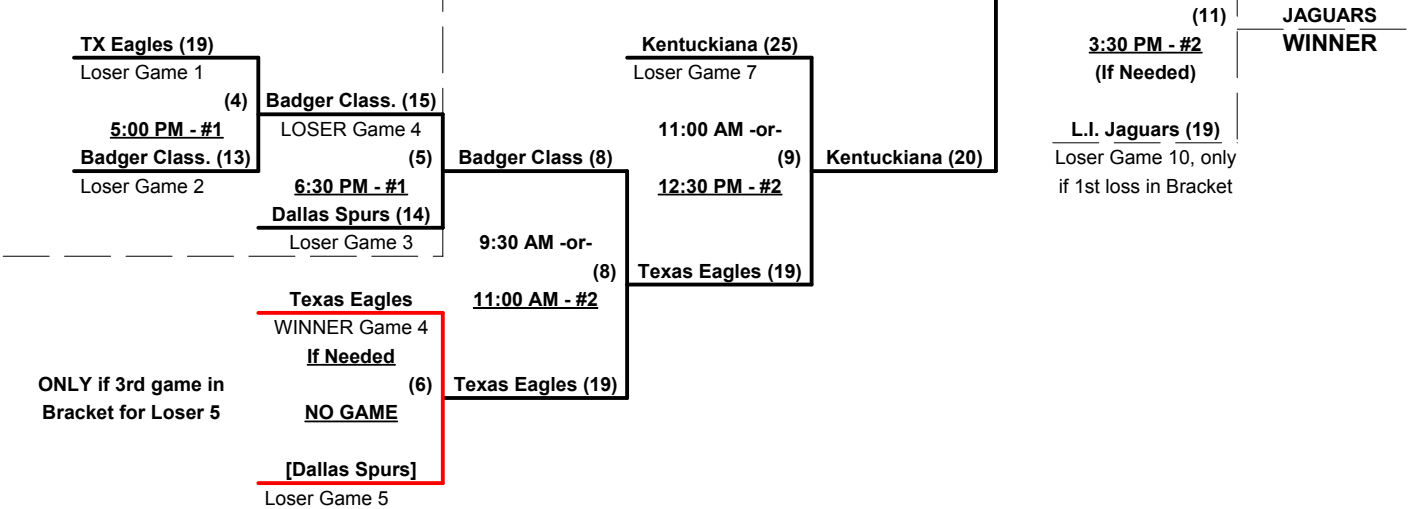 (11)
JAGUARS
TX Eagles (19)
Kentuckiana (25)
3:30 PM - #2
WINNER
Loser Game 1
Loser Game 7
(If Needed)
(4)
Badger Class. (15)
5:00 PM - #1
LOSER Game 4
11:00 AM -or-
L.I. Jaguars (19)
Badger Class. (13)
(5)
Badger Class (8)
(9)
Kentuckiana (20)
Loser Game 10, only
Loser Game 2
6:30 PM - #1
12:30 PM - #2
if 1st loss in Bracket
Dallas Spurs (14)
Loser Game 3
9:30 AM -or-
(8)
Texas Eagles (19)
Texas Eagles
11:00 AM - #2
WINNER Game 4
If Needed
ONLY if 3rd game in
(6)
Texas Eagles (19)
Bracket for Loser 5
NO GAME
[Dallas Spurs]
Loser Game 5